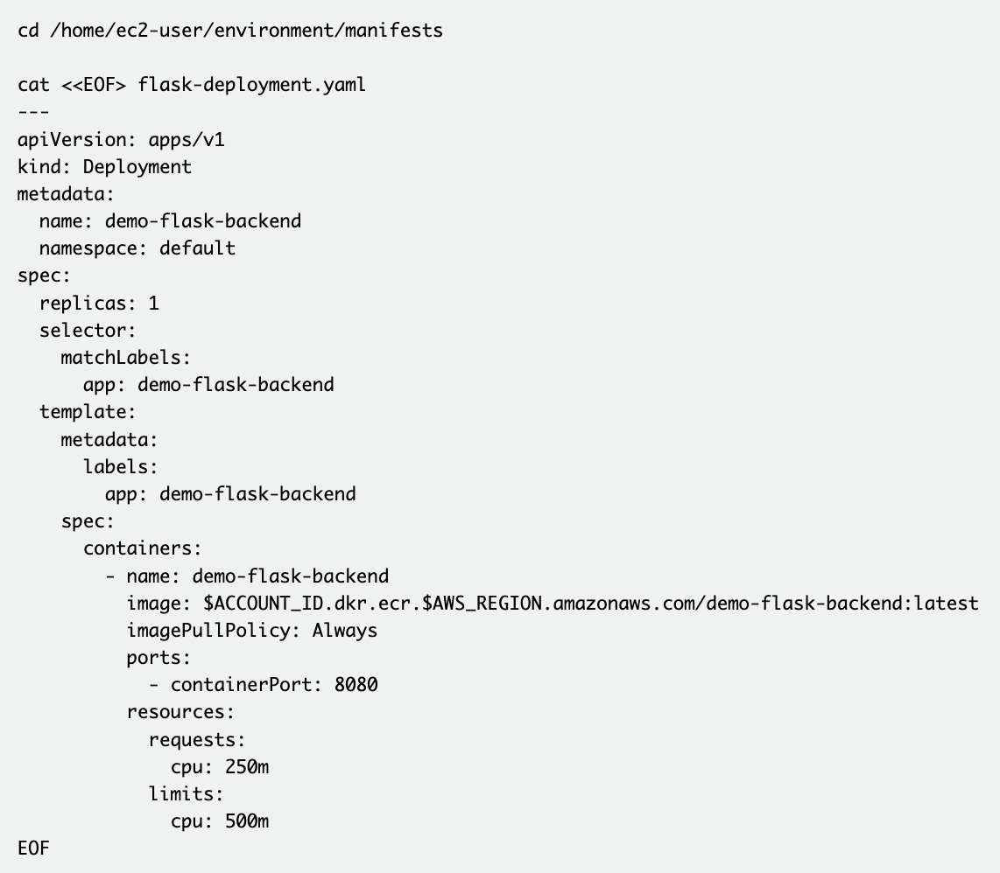 cd /home/ec2-user/environment/manifests

cat <<EOF> flask-deployment.yaml
---
apiVersion: apps/v1
kind: Deployment
metadata:
  name: demo-flask-backend
  namespace: default
spec:
  replicas: 1
  selector:
    matchLabels:
      app: demo-flask-backend
  template:
    metadata:
      labels:
        app: demo-flask-backend
    spec:
      containers:
        - name: demo-flask-backend
          image: $ACCOUNT_ID.dkr.ecr.$AWS_REGION.amazonaws.com/demo-flask-backend:latest
          imagePullPolicy: Always
          ports:
            - containerPort: 8080
          resources:
            requests:
              cpu: 250m
            limits:
              cpu: 500m
EOF